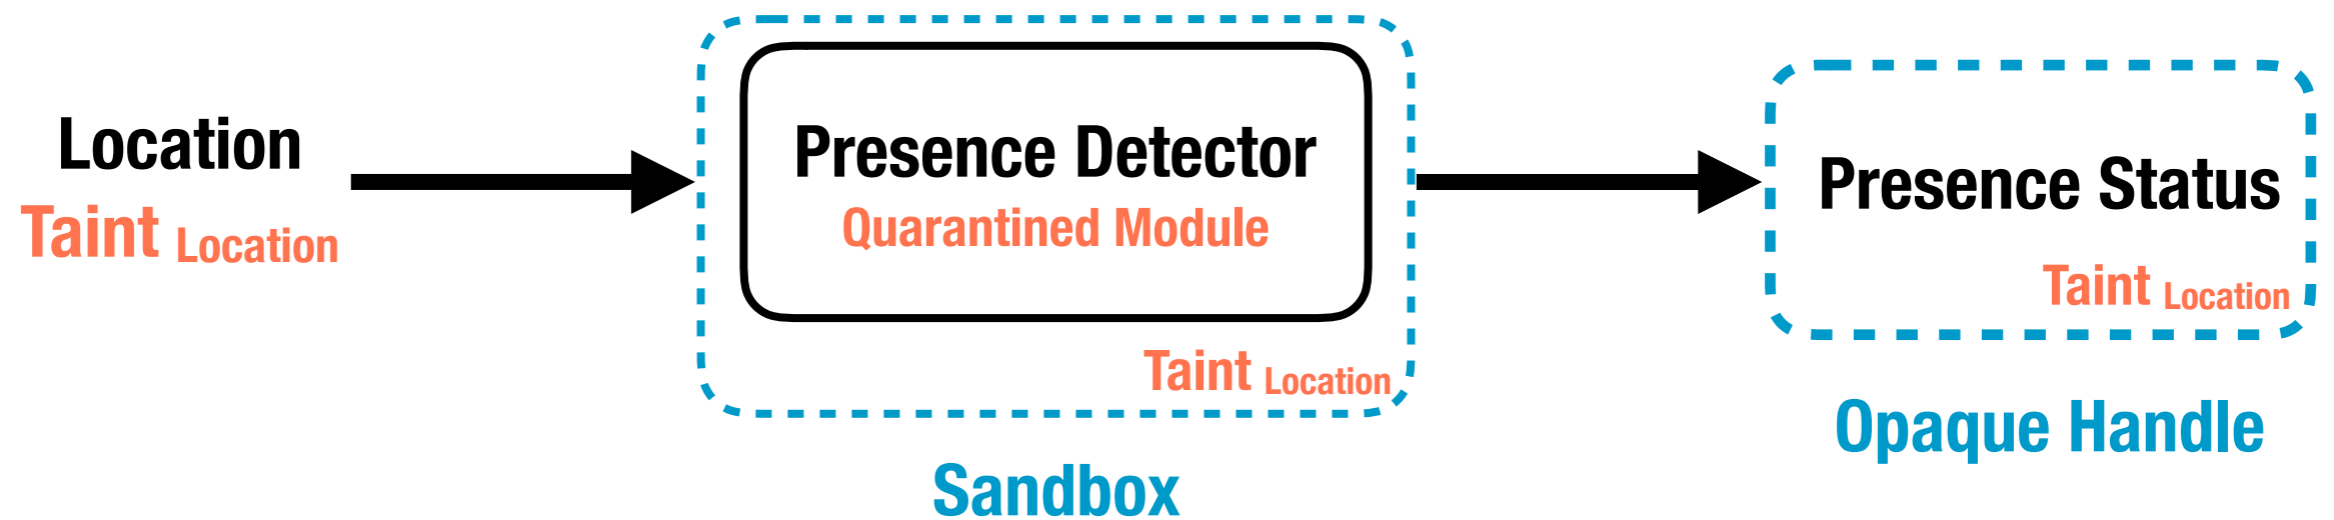 Location
Taint Location
Presence Detector
Quarantined Module
Taint Location
Sandbox
Presence Status
Taint Location
Opaque Handle